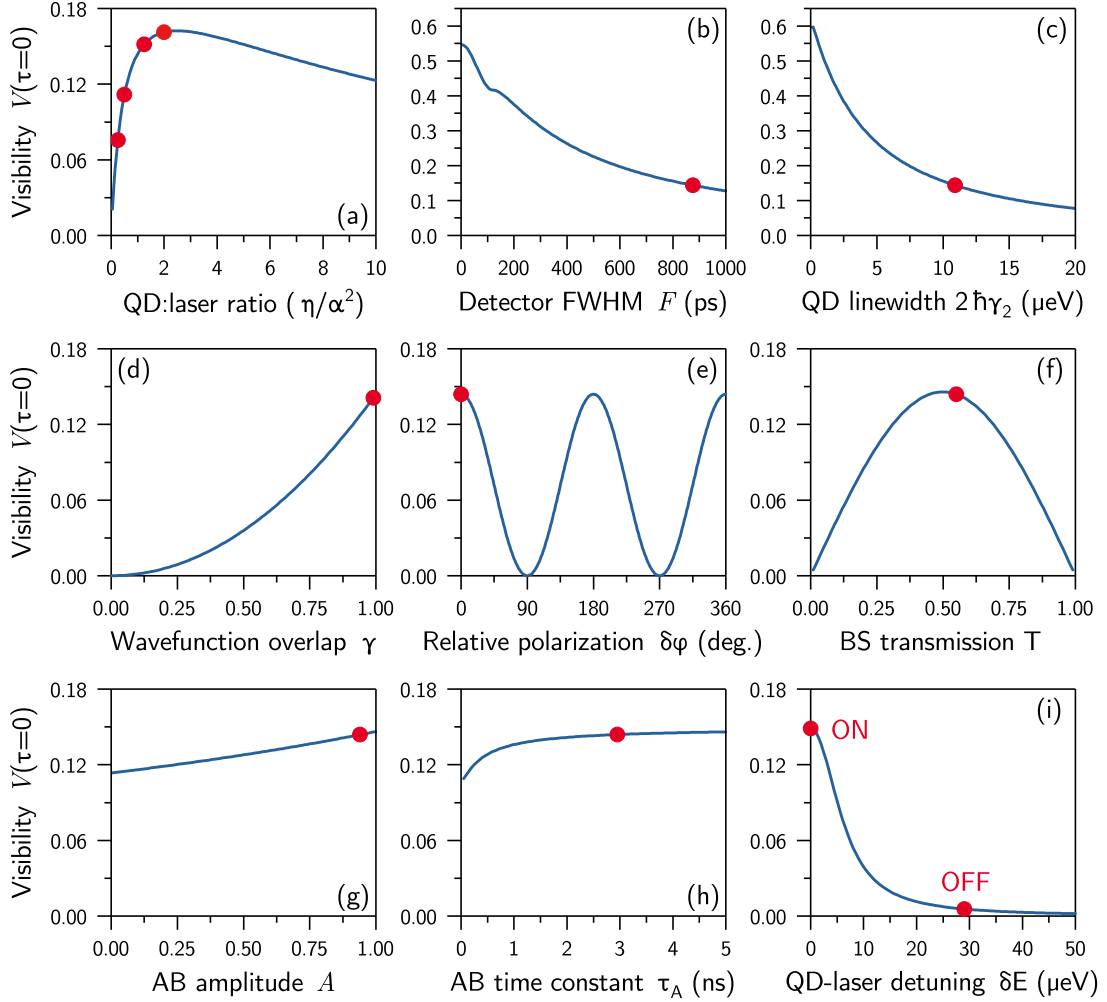 Visibility V(τ=0)
0.18
0.12
0.06
0.00
(a)
0 2 4 6 8 10
QD:laser ratio ( η/α²)
0.6
0.5
0.4
0.3
0.2
0.1
0.0
(b)
0 200 400 600 800 1000
Detector FWHM F (ps)
0.6
0.5
0.4
0.3
0.2
0.1
0.0
(c)
0 5 10 15 20
QD linewidth 2ħγ₂ (µeV)
Visibility V(τ=0)
0.18
0.12
0.06
0.00
(d)
0.00 0.25 0.50 0.75 1.00
Wavefunction overlap γ
0.18
0.12
0.06
0.00
(e)
0 90 180 270 360
Relative polarization δφ (deg.)
0.18
0.12
0.06
0.00
(f)
0.00 0.25 0.50 0.75 1.00
BS transmission T
Visibility V(τ=0)
0.18
0.12
0.06
0.00
(g)
0.00 0.25 0.50 0.75 1.00
AB amplitude A
0.18
0.12
0.06
0.00
(h)
0 1 2 3 4 5
AB time constant τ_A (ns)
0.18
0.12
0.06
0.00
(i)
ON
OFF
0 10 20 30 40 50
QD-laser detuning δE (µeV)